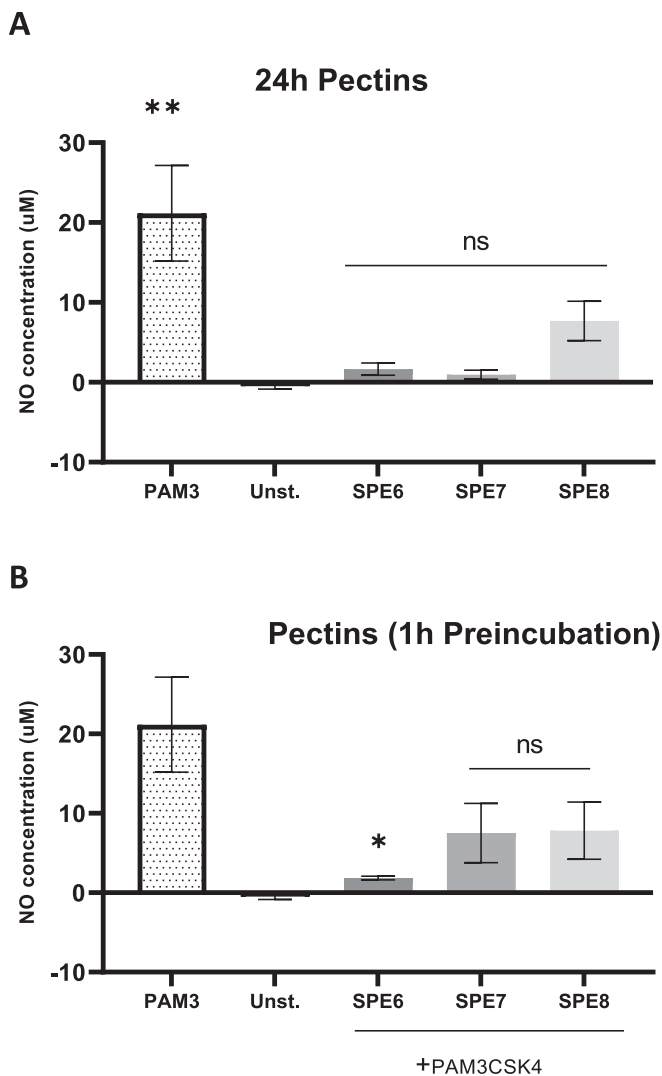 A
24h Pectins
**
30
20
10
0
-10
NO concentration (uM)
ns
PAM3 Unst. SPE6 SPE7 SPE8
B
Pectins (1h Preincubation)
30
20
10
0
-10
NO concentration (uM)
ns
*
PAM3 Unst. SPE6 SPE7 SPE8
+PAM3CSK4